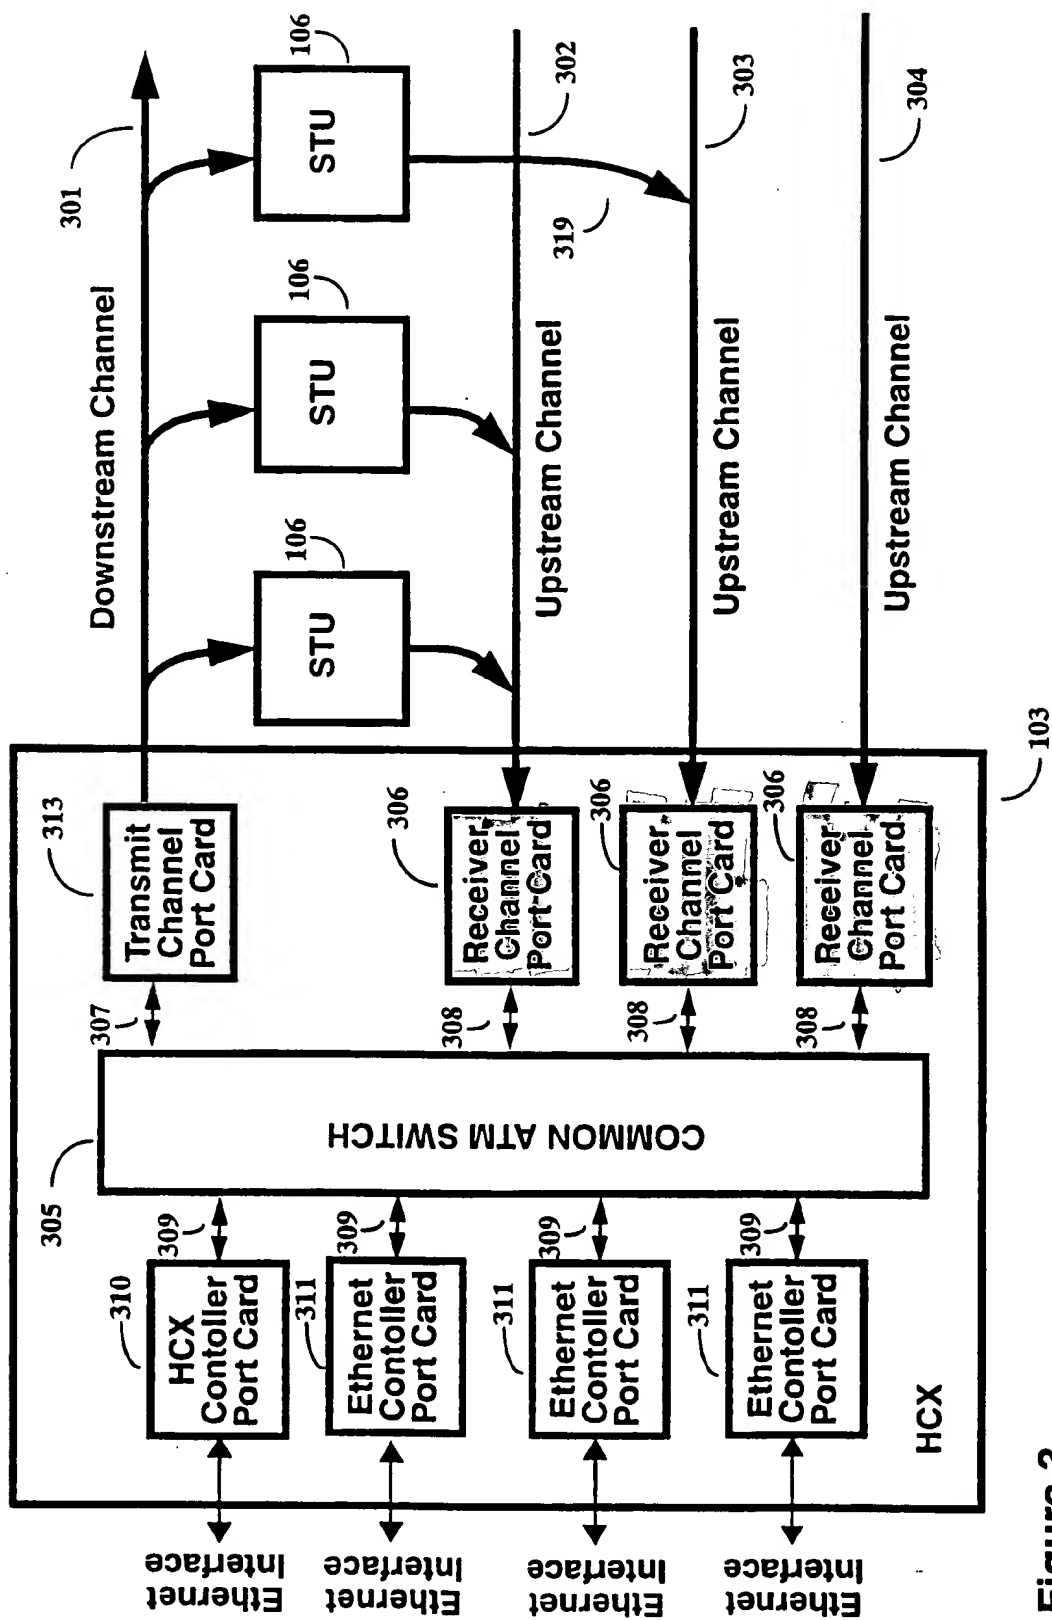 301
Downstream Channel
106
STU
106
STU
106
STU
302
Upstream Channel
319
303
Upstream Channel
304
Upstream Channel
103
313
Transmit
Channel
Port Card
306
Receiver
Channel
Port Card
306
Receiver
Channel
Port Card
306
Receiver
Channel
Port Card
307
308
308
308
305
COMMON ATM SWITCH
309
309
309
309
310
HCX
Contoller
Port Card
311
Ethernet
Contoller
Port Card
311
Ethernet
Contoller
Port Card
311
Ethernet
Contoller
Port Card
HCX
Ethernet
Interface
Ethernet
Interface
Ethernet
Interface
Ethernet
Interface
Figure